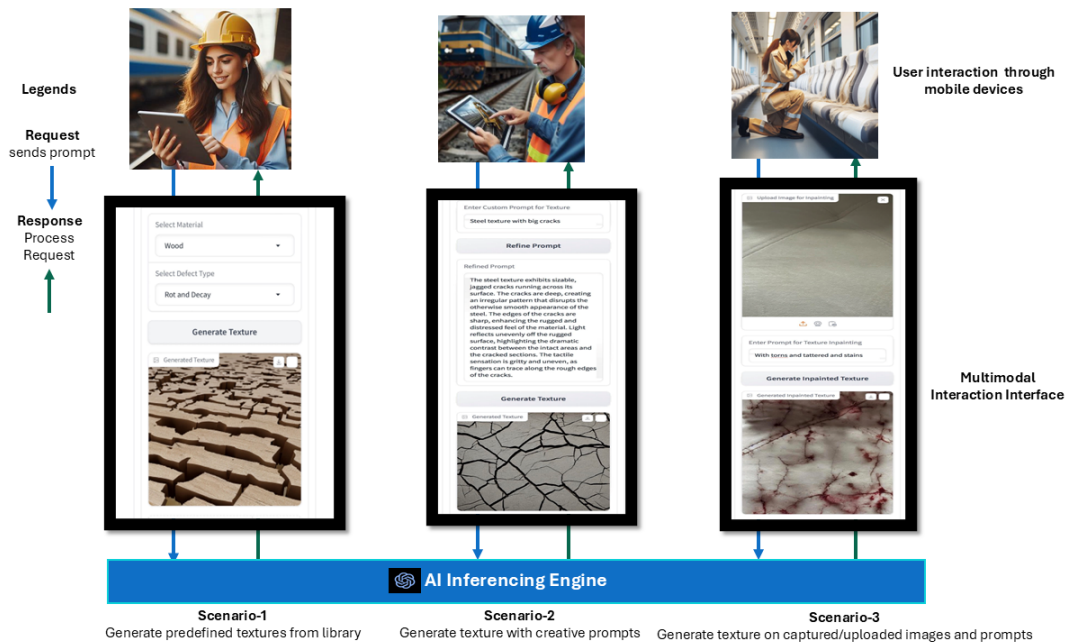 Legends
Request
sends prompt
Response
Process
Request
User interaction through
mobile devices
Select Material
Wood
Select Defect Type
Rot and Decay
Generate Texture
Generated Texture
Enter Custom Prompt for Texture
Steel texture with big cracks
Refine Prompt
Refined Prompt
The steel texture exhibits sizable,
jagged cracks running across its
surface. The cracks are deep, creating
an irregular pattern that disrupts the
otherwise smooth appearance of the
steel. The edges of the cracks are
sharp, enhancing the rugged and
distressed feel of the material. Light
reflects unevenly off the rugged
surface, highlighting the dramatic
contrast between the intact areas and
the cracked sections. The tactile
sensation is gritty and uneven, as
fingers can trace along the rough edges
of the cracks.
Generate Texture
Generated Texture
Upload Image for Inpainting
Enter Prompt for Texture Inpainting
With torns and tattered and stains
Generate Inpainted Texture
Generated Inpainted Texture
Multimodal
Interaction Interface
AI Inferencing Engine
Scenario-1
Generate predefined textures from library
Scenario-2
Generate texture with creative prompts
Scenario-3
Generate texture on captured/uploaded images and prompts